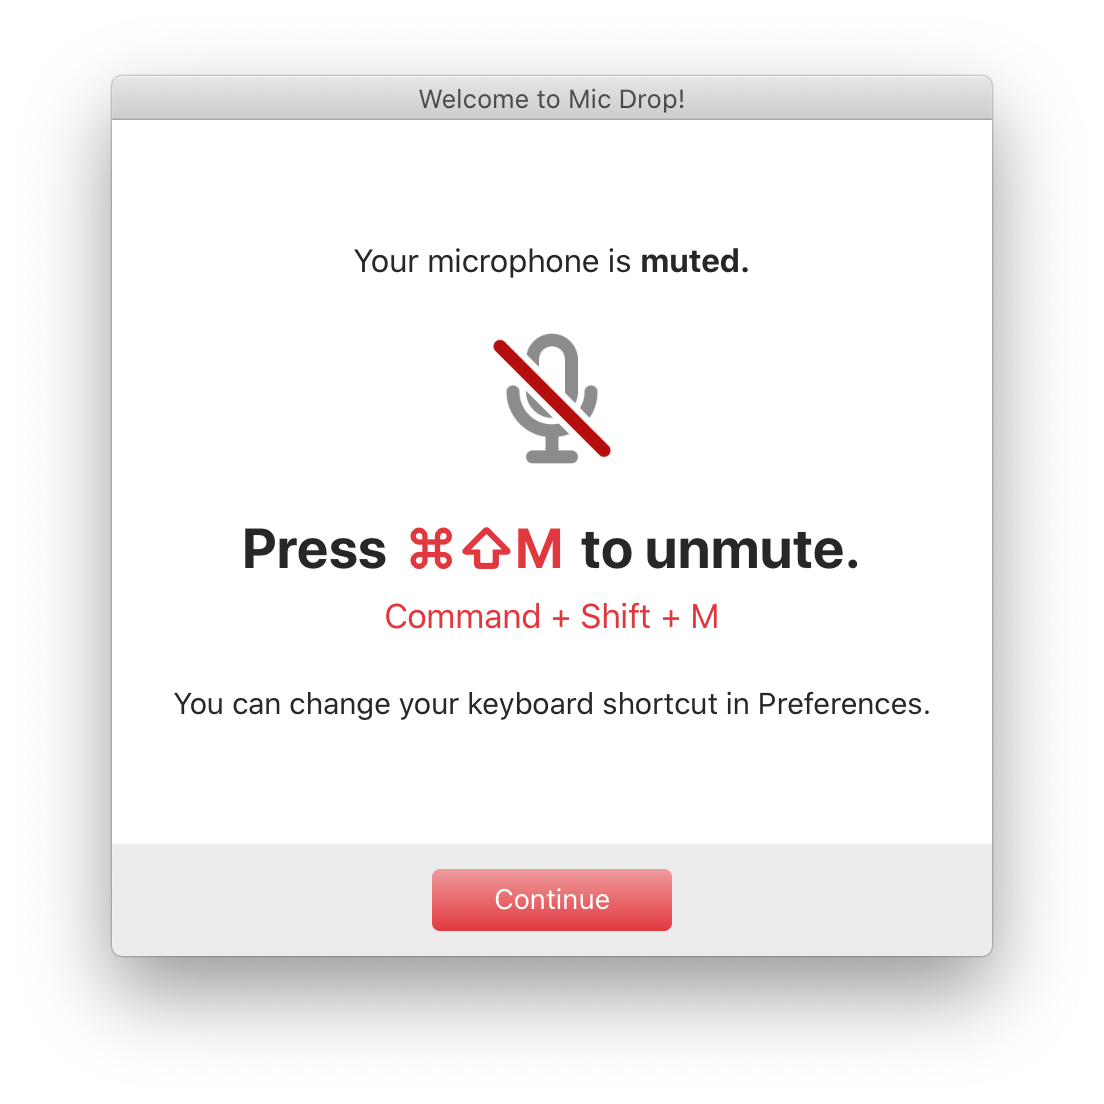 Welcome to Mic Drop!
Your microphone is muted.
Press ⌘⇧M to unmute.
Command + Shift + M
You can change your keyboard shortcut in Preferences.
Continue